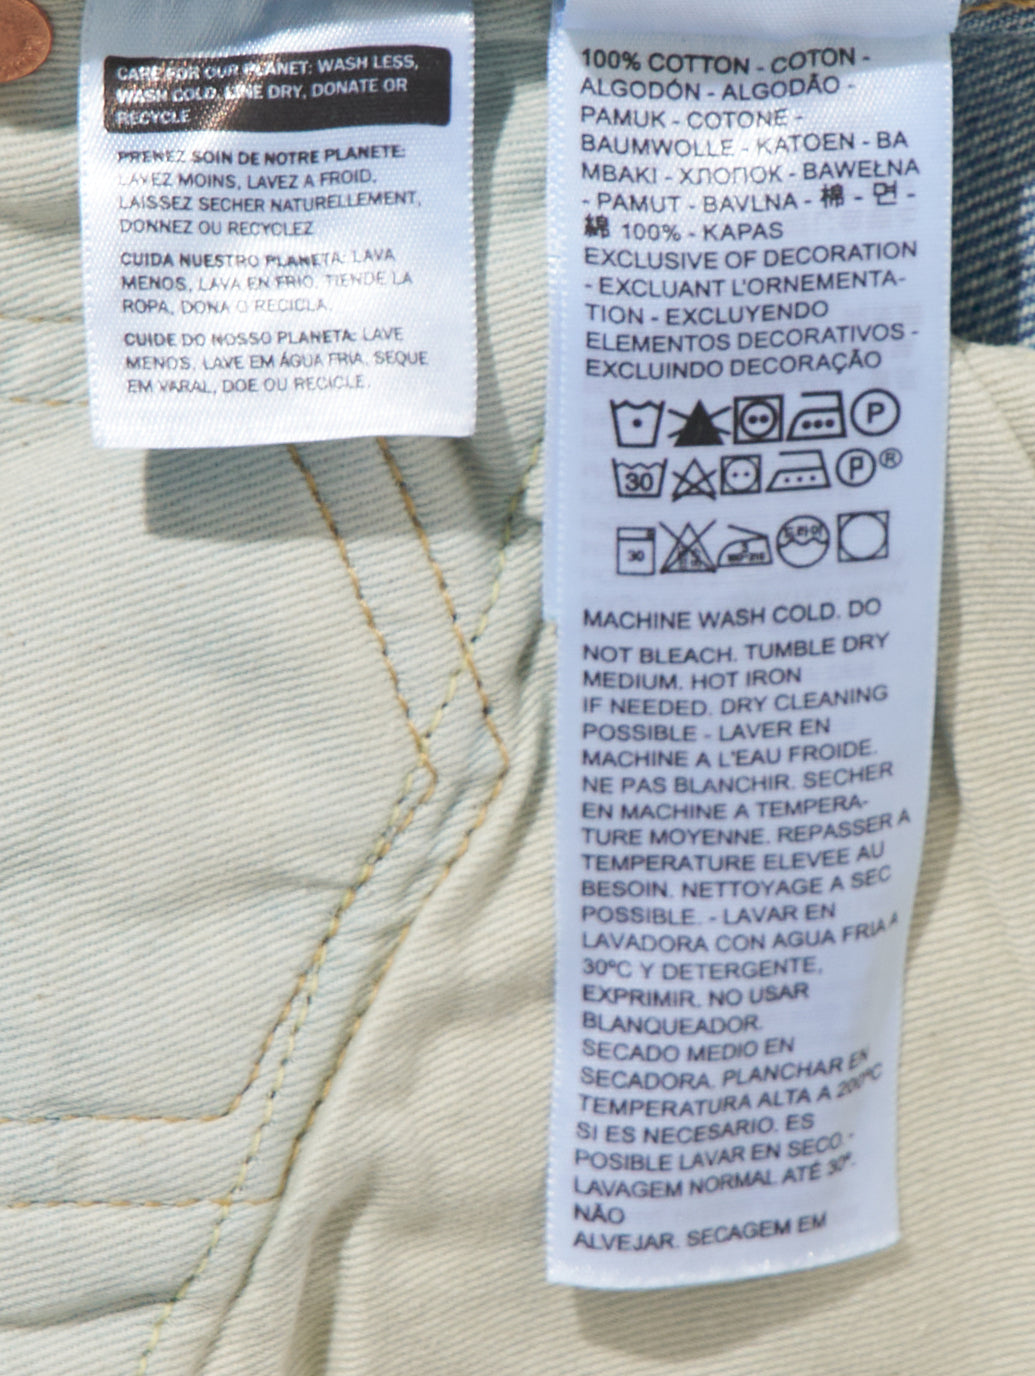 CARE FOR OUR PLANET: WASH LESS,
WASH COLD, LINE DRY, DONATE OR
RECYCLE
PRENEZ SOIN DE NOTRE PLANETE:
LAVEZ MOINS, LAVEZ A FROID,
LAISSEZ SECHER NATURELLEMENT,
DONNEZ OU RECYCLEZ
CUIDA NUESTRO PLANETA: LAVA
MENOS, LAVA EN FRIO, TIENDE LA
ROPA, DONA O RECICLA.
CUIDE DO NOSSO PLANETA: LAVE
MENOS, LAVE EM ÁGUA FRIA, SEQUE
EM VARAL, DOE OU RECICLE.
100% COTTON - COTON -
ALGODÓN - ALGODÃO -
PAMUK - COTONE -
BAUMWOLLE - KATOEN - BA
MBAKI - ХЛОПОК - BAWEŁNA
- PAMUT - BAVLNA - 棉 - 면 -
綿 100% - KAPAS
EXCLUSIVE OF DECORATION
- EXCLUANT L'ORNEMENTA-
TION - EXCLUYENDO
ELEMENTOS DECORATIVOS -
EXCLUINDO DECORAÇÃO
P
30 P ®
30 드라이
MACHINE WASH COLD. DO
NOT BLEACH. TUMBLE DRY
MEDIUM. HOT IRON
IF NEEDED. DRY CLEANING
POSSIBLE - LAVER EN
MACHINE A L'EAU FROIDE.
NE PAS BLANCHIR. SECHER
EN MACHINE A TEMPERA-
TURE MOYENNE. REPASSER A
TEMPERATURE ELEVEE AU
BESOIN. NETTOYAGE A SEC
POSSIBLE. - LAVAR EN
LAVADORA CON AGUA FRIA A
30ºC Y DETERGENTE,
EXPRIMIR. NO USAR
BLANQUEADOR.
SECADO MEDIO EN
SECADORA. PLANCHAR EN
TEMPERATURA ALTA A 200ºC
SI ES NECESARIO. ES
POSIBLE LAVAR EN SECO. -
LAVAGEM NORMAL ATÉ 30º.
NÃO
ALVEJAR. SECAGEM EM